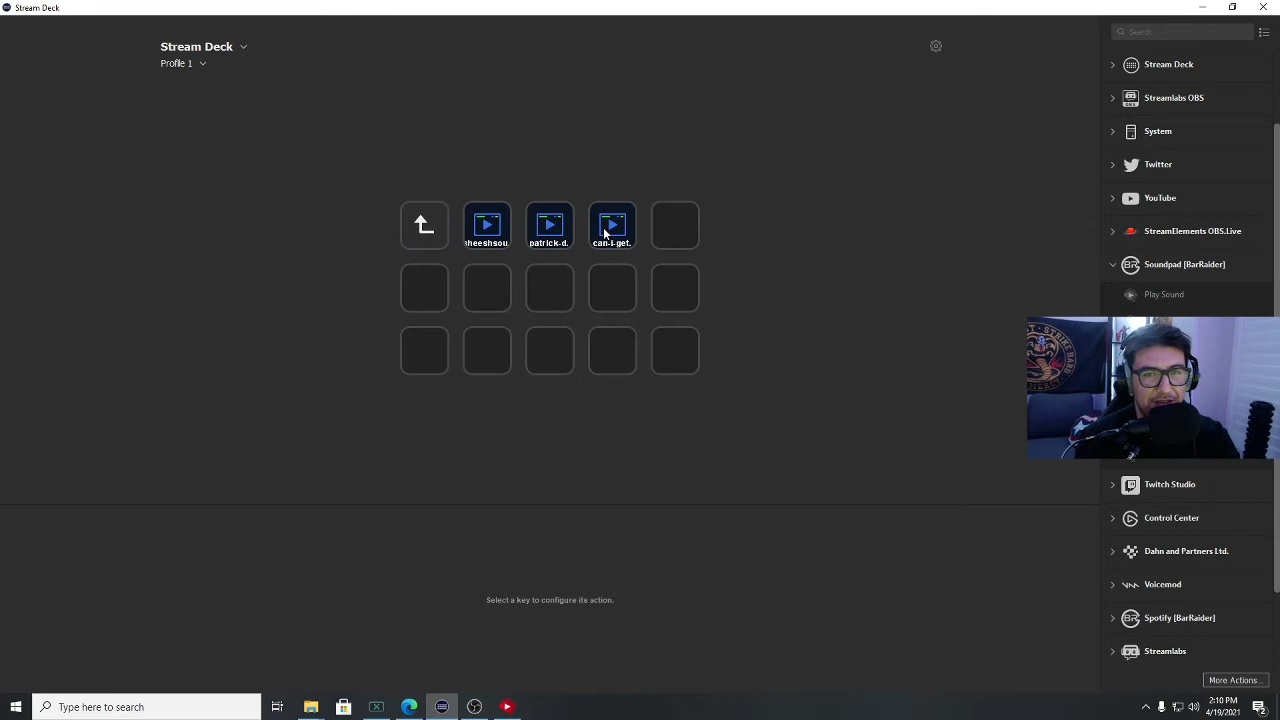 Stream Deck
Stream Deck
Profile 1
Search
Stream Deck
Streamlabs OBS
System
Twitter
YouTube
StreamElements OBS.Live
Soundpad [BarRaider]
Play Sound
heeshsou
patrick-d.
can-i-get.
Twitch Studio
Control Center
Dahn and Partners Ltd.
Voicemod
Spotify [BarRaider]
Streamlabs
More Actions...
Select a key to configure its action.
Type here to search
2:10 PM
4/19/2021
2